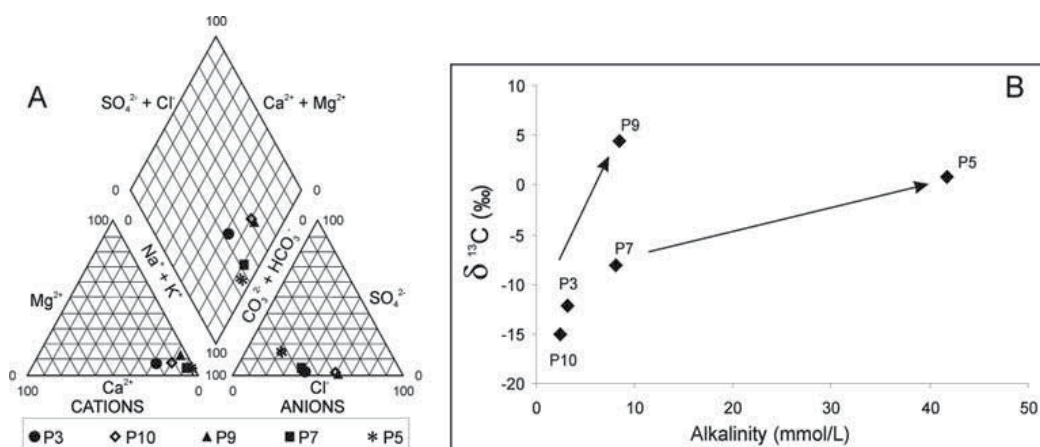 A
100
SO₄²⁻ + Cl⁻
Ca²⁺ + Mg²⁺
0
0
100
0
0
100
Mg²⁺
Na⁺ + K⁺
CO₃²⁻ + HCO₃⁻
SO₄²⁻
100
100
0
0
Ca²⁺
Cl⁻
100
0
0
100
CATIONS
ANIONS
P3
P10
P9
P7
P5
B
δ ¹³C (‰)
10
5
0
-5
-10
-15
-20
P9
P5
P7
P3
P10
0
10
20
30
40
50
Alkalinity (mmol/L)